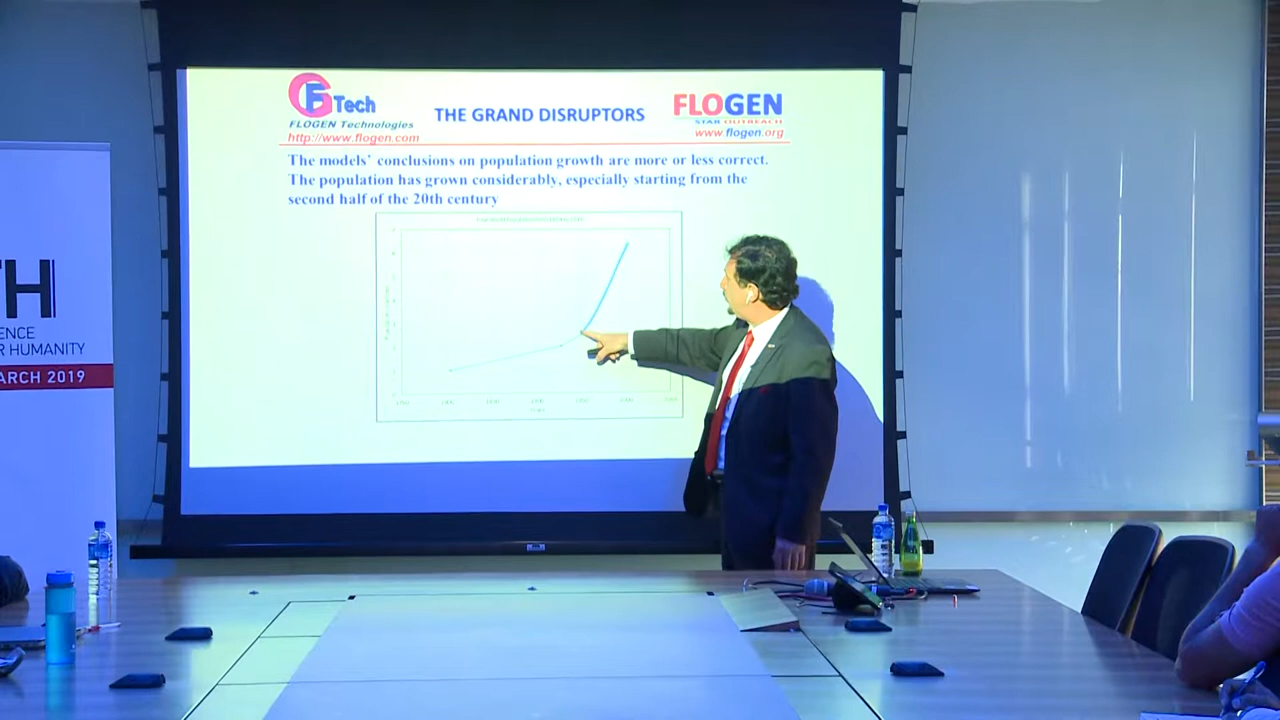 Tech
FLOGEN Technologies
http://www.flogen.com
THE GRAND DISRUPTORS
FLOGEN
STAR OUTREACH
www.flogen.org
The models' conclusions on population growth are more or less correct.
The population has grown considerably, especially starting from the
second half of the 20th century
TH
ENCE
R HUMANITY
ARCH 2019